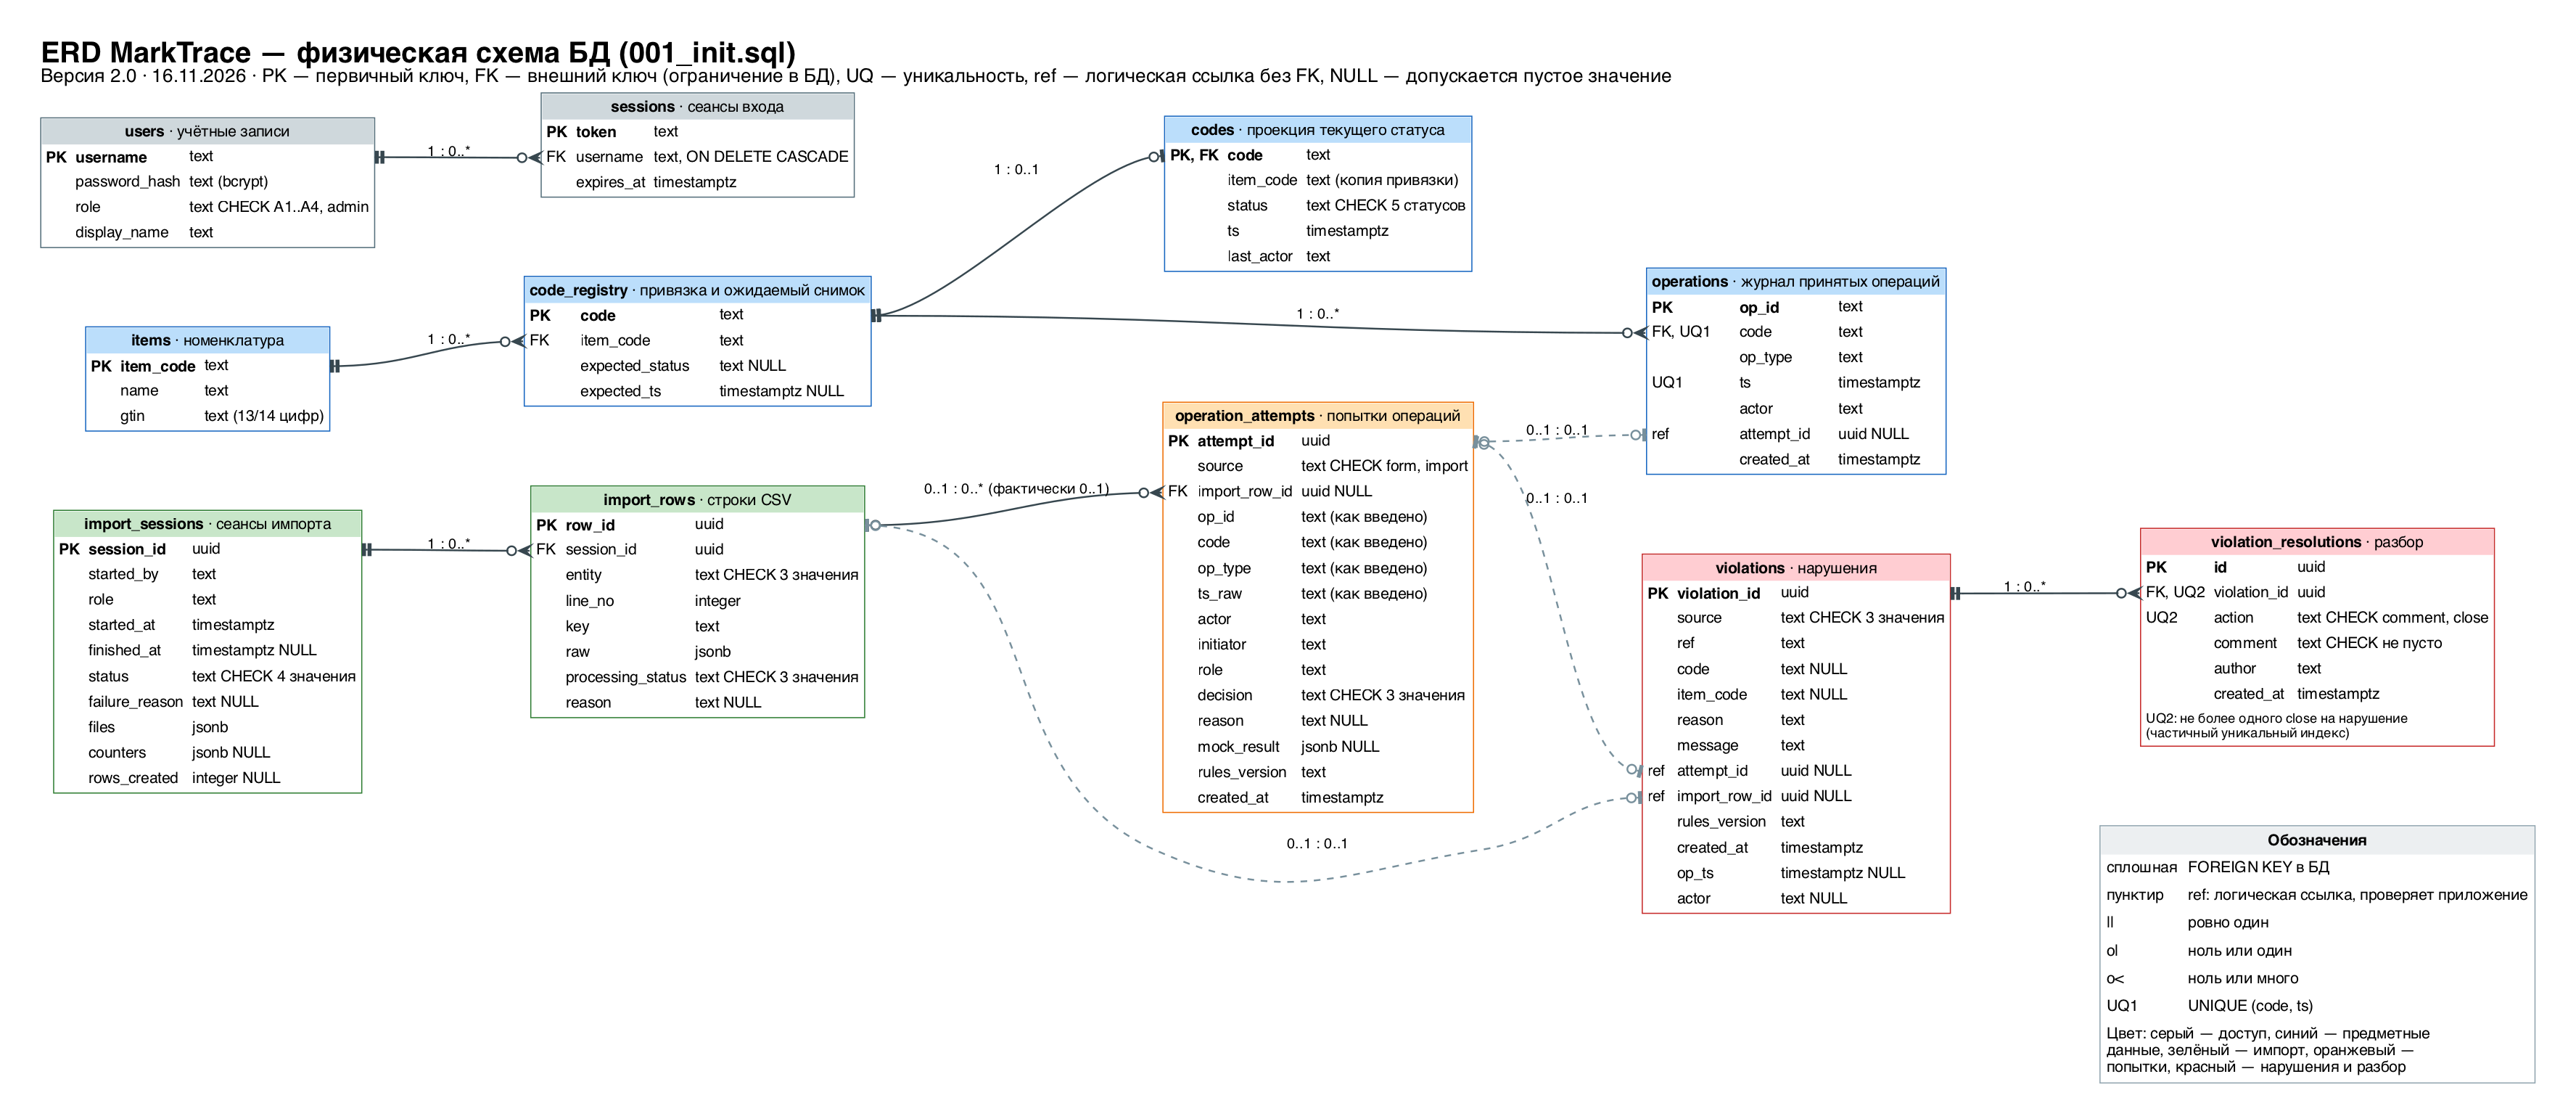 ERD MarkTrace — физическая схема БД (001_init.sql)
Версия 2.0 · 16.11.2026 · PK — первичный ключ, FK — внешний ключ (ограничение в БД), UQ — уникальность, ref — логическая ссылка без FK, NULL — допускается пустое значение
users · учётные записи
PK username text
password_hash text (bcrypt)
role text CHECK A1..A4, admin
display_name text
1 : 0..*
sessions · сеансы входа
PK token text
FK username text, ON DELETE CASCADE
expires_at timestamptz
codes · проекция текущего статуса
PK, FK code text
item_code text (копия привязки)
status text CHECK 5 статусов
ts timestamptz
last_actor text
1 : 0..1
items · номенклатура
PK item_code text
name text
gtin text (13/14 цифр)
1 : 0..*
code_registry · привязка и ожидаемый снимок
PK code text
FK item_code text
expected_status text NULL
expected_ts timestamptz NULL
1 : 0..*
operations · журнал принятых операций
PK op_id text
FK, UQ1 code text
op_type text
UQ1 ts timestamptz
actor text
ref attempt_id uuid NULL
created_at timestamptz
import_sessions · сеансы импорта
PK session_id uuid
started_by text
role text
started_at timestamptz
finished_at timestamptz NULL
status text CHECK 4 значения
failure_reason text NULL
files jsonb
counters jsonb NULL
rows_created integer NULL
1 : 0..*
import_rows · строки CSV
PK row_id uuid
FK session_id uuid
entity text CHECK 3 значения
line_no integer
key text
raw jsonb
processing_status text CHECK 3 значения
reason text NULL
0..1 : 0..* (фактически 0..1)
operation_attempts · попытки операций
PK attempt_id uuid
source text CHECK form, import
FK import_row_id uuid NULL
op_id text (как введено)
code text (как введено)
op_type text (как введено)
ts_raw text (как введено)
actor text
initiator text
role text
decision text CHECK 3 значения
reason text NULL
mock_result jsonb NULL
rules_version text
created_at timestamptz
0..1 : 0..1
0..1 : 0..1
0..1 : 0..1
violations · нарушения
PK violation_id uuid
source text CHECK 3 значения
ref text
code text NULL
item_code text NULL
reason text
message text
ref attempt_id uuid NULL
ref import_row_id uuid NULL
rules_version text
created_at timestamptz
op_ts timestamptz NULL
actor text NULL
1 : 0..*
violation_resolutions · разбор
PK id uuid
FK, UQ2 violation_id uuid
UQ2 action text CHECK comment, close
comment text CHECK не пусто
author text
created_at timestamptz
UQ2: не более одного close на нарушение
(частичный уникальный индекс)
Обозначения
сплошная FOREIGN KEY в БД
пунктир ref: логическая ссылка, проверяет приложение
|| ровно один
o| ноль или один
o< ноль или много
UQ1 UNIQUE (code, ts)
Цвет: серый — доступ, синий — предметные
данные, зелёный — импорт, оранжевый —
попытки, красный — нарушения и разбор